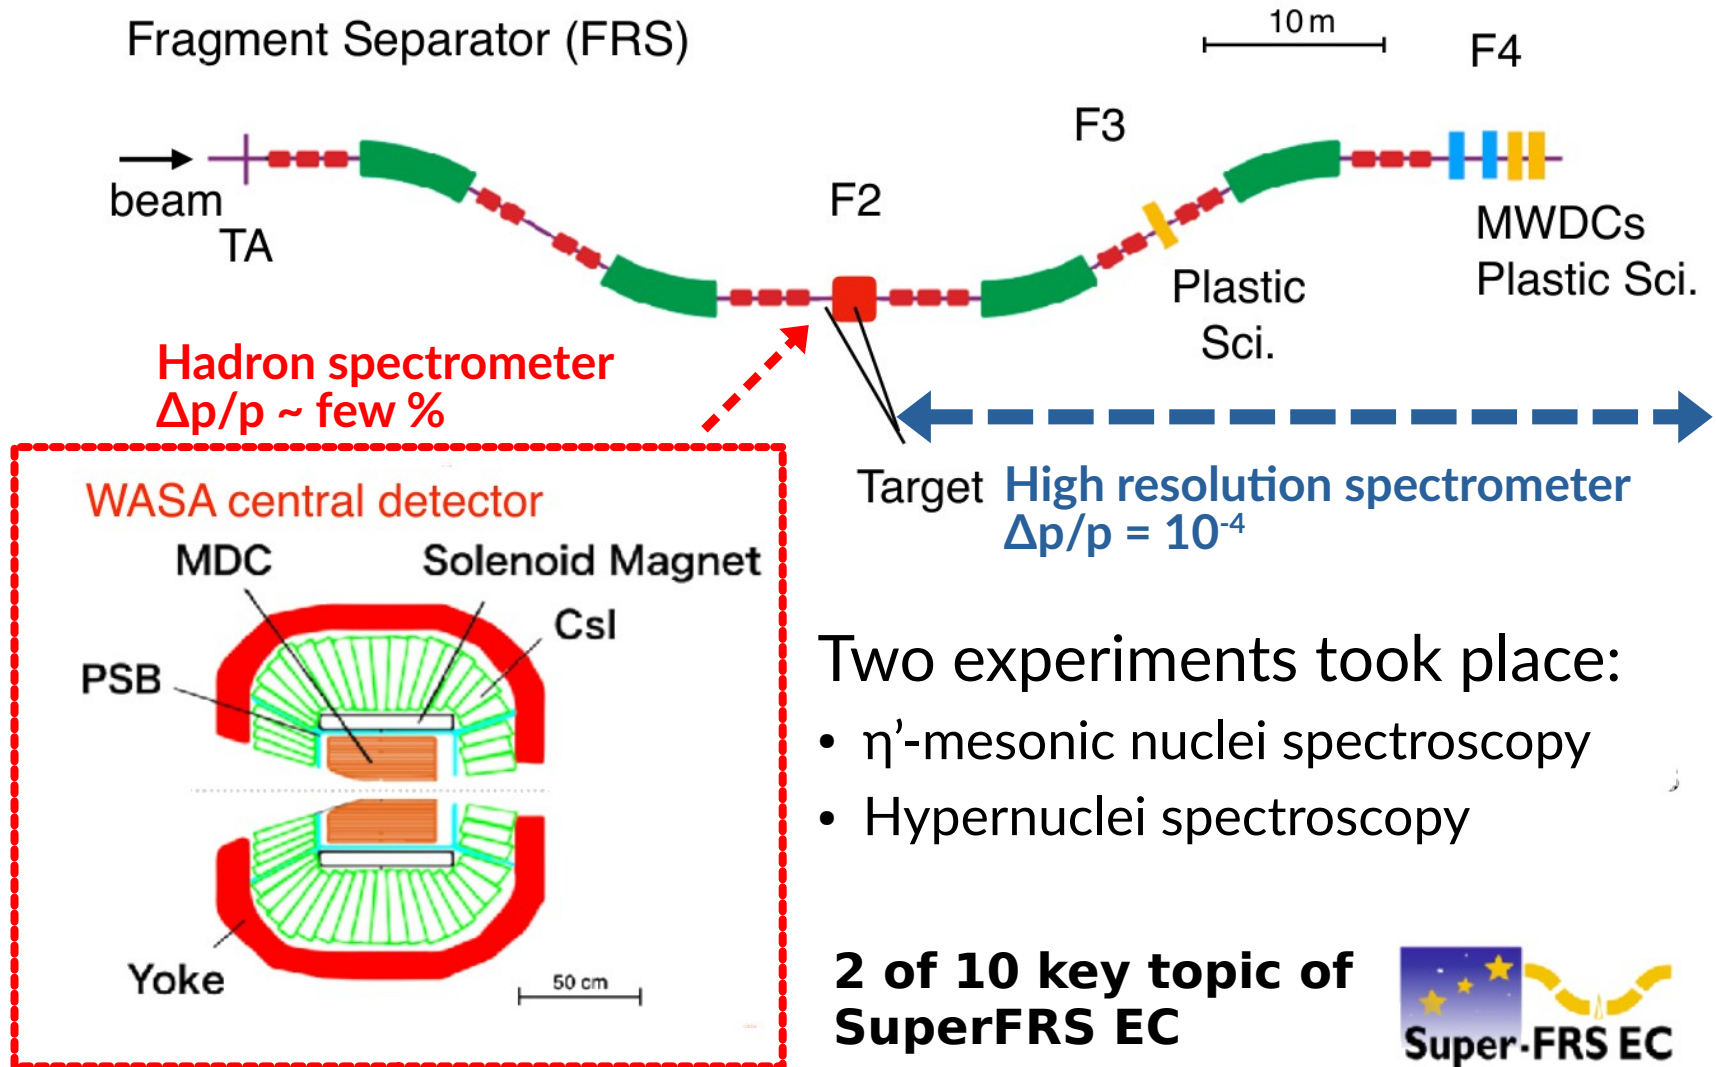 Fragment Separator (FRS)
10 m
F4
F3
F2
beam
TA
MWDCs
Plastic Sci.
Plastic
Sci.
Hadron spectrometer
Δp/p ~ few %
Target
High resolution spectrometer
Δp/p = 10⁻⁴
WASA central detector
MDC
Solenoid Magnet
CsI
PSB
Yoke
50 cm
Two experiments took place:
• η’-mesonic nuclei spectroscopy
• Hypernuclei spectroscopy
2 of 10 key topic of
SuperFRS EC
Super-FRS EC